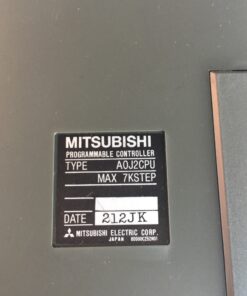 MITSUBISHI
PROGRAMMABLE CONTROLLER
TYPE A0J2CPU
MAX 7KSTEP
DATE 212JK
MITSUBISHI ELECTRIC CORP.
JAPAN